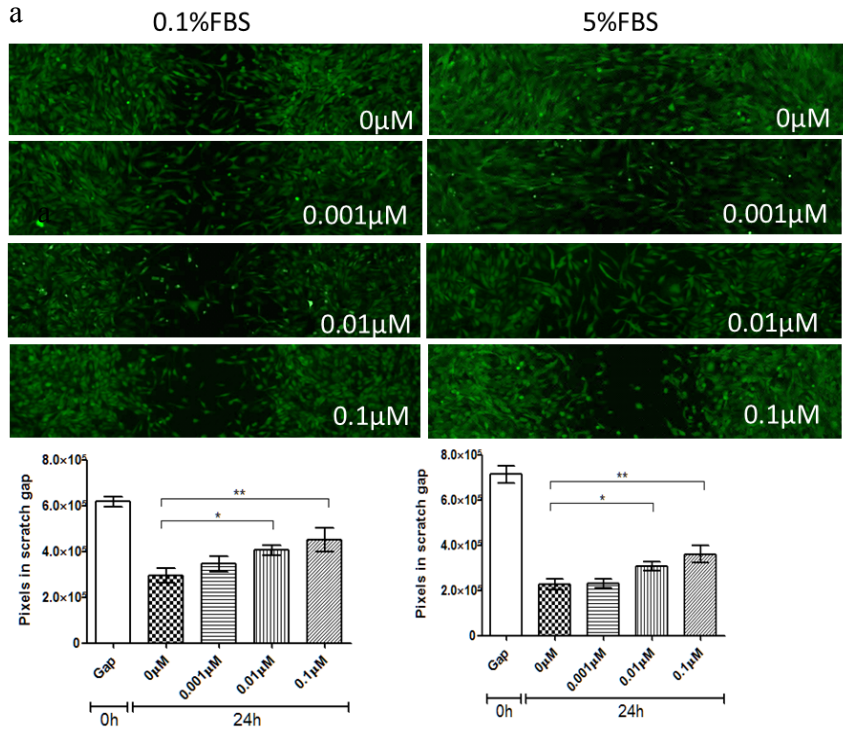 a
0.1%FBS
5%FBS
0µM
0µM
0.001µM
0.001µM
a
0.01µM
0.01µM
0.1µM
0.1µM
Pixels in scratch gap
8.0×10⁵
6.0×10⁵
4.0×10⁵
2.0×10⁵
0
**
*
Gap
0µM
0.001µM
0.01µM
0.1µM
0h
24h
Pixels in scratch gap
8.0×10⁵
6.0×10⁵
4.0×10⁵
2.0×10⁵
0
**
*
Gap
0µM
0.001µM
0.01µM
0.1µM
0h
24h